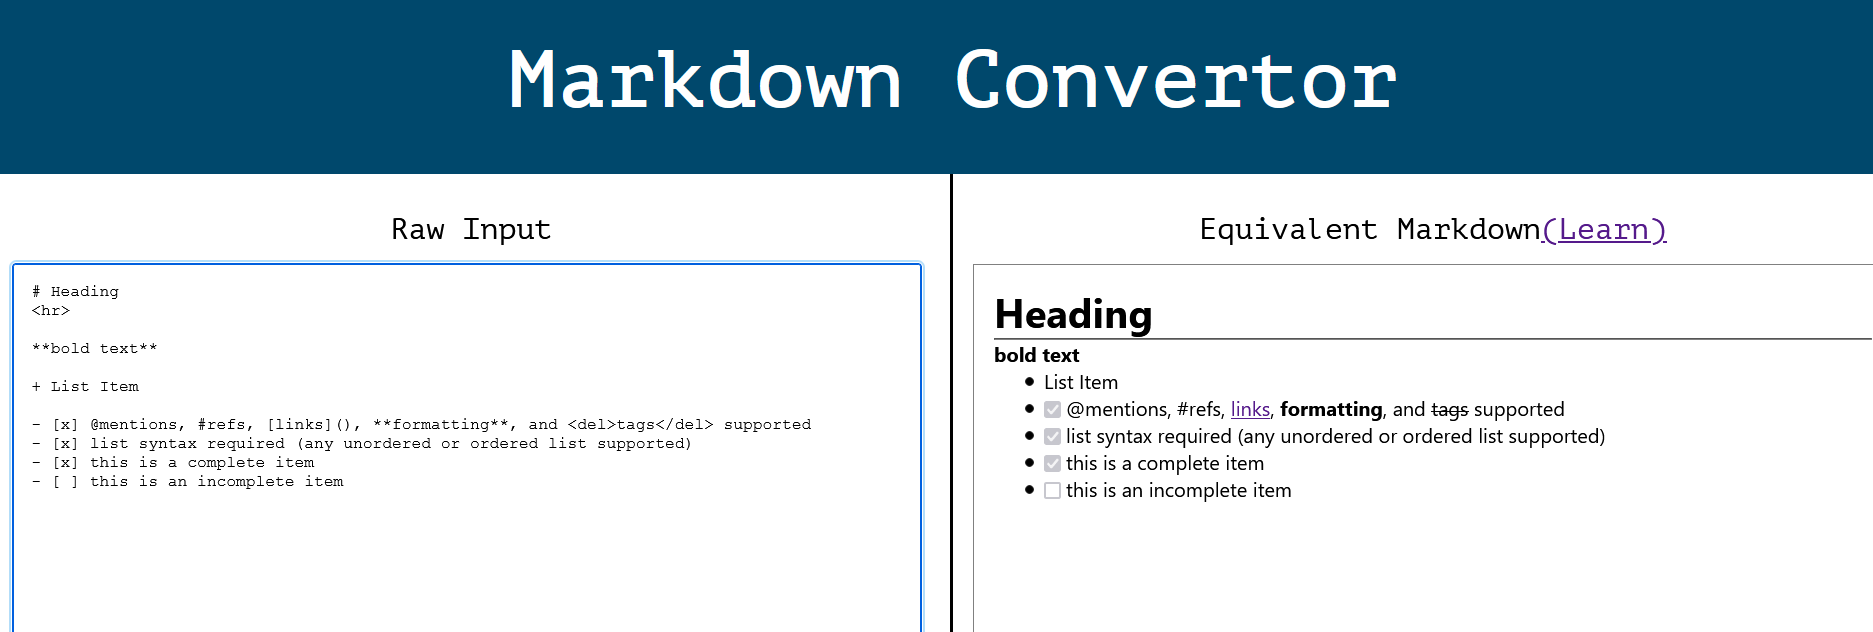 Markdown Convertor
Raw Input
# Heading
<hr>
**bold text**
+ List Item
- [x] @mentions, #refs, [links](), **formatting**, and <del>tags</del> supported
- [x] list syntax required (any unordered or ordered list supported)
- [x] this is a complete item
- [ ] this is an incomplete item
Equivalent Markdown(Learn)
Heading
bold text
List Item
@mentions, #refs, links, formatting, and tags supported
list syntax required (any unordered or ordered list supported)
this is a complete item
this is an incomplete item